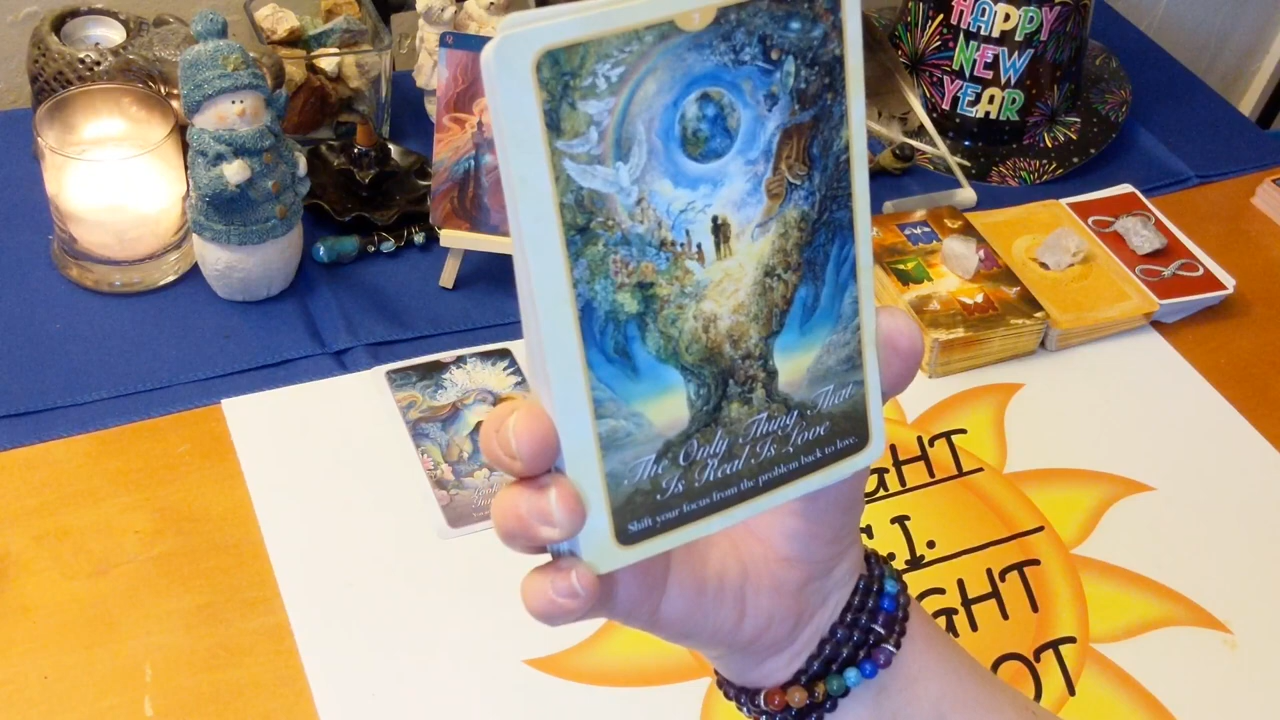 HAPPY
NEW
YEAR
The Only Thing That
Is Real Is Love
Shift your focus from the problem back to love.
GHT
.I.
GHT
OT